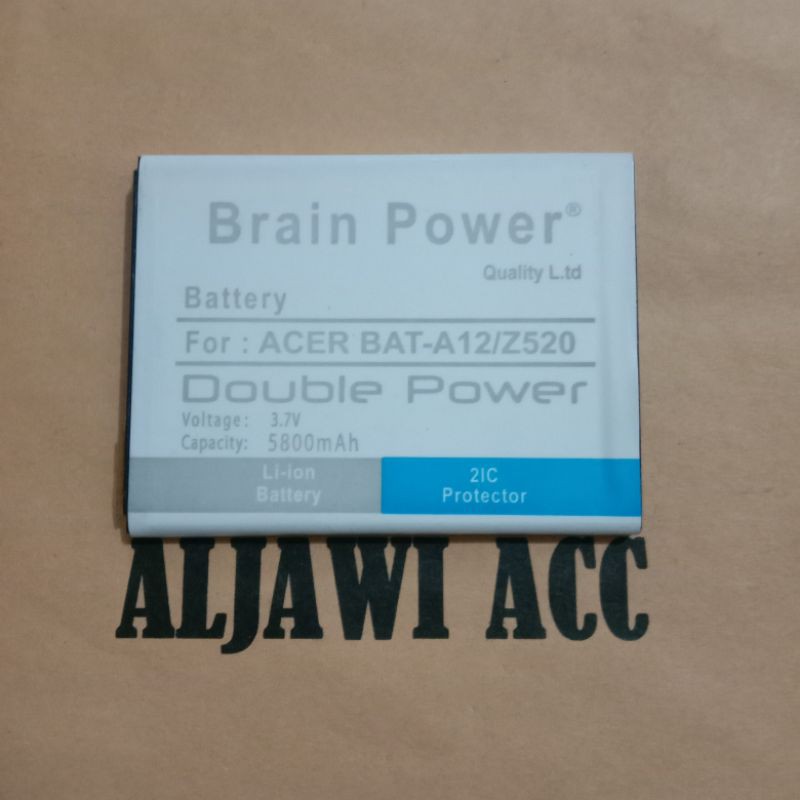 Brain Power®
Quality L.td
Battery
For : ACER BAT-A12/Z520
Double Power
Voltage: 3.7V
Capacity: 5800mAh
Li-ion
Battery
2IC
Protector
ALJAWI ACC